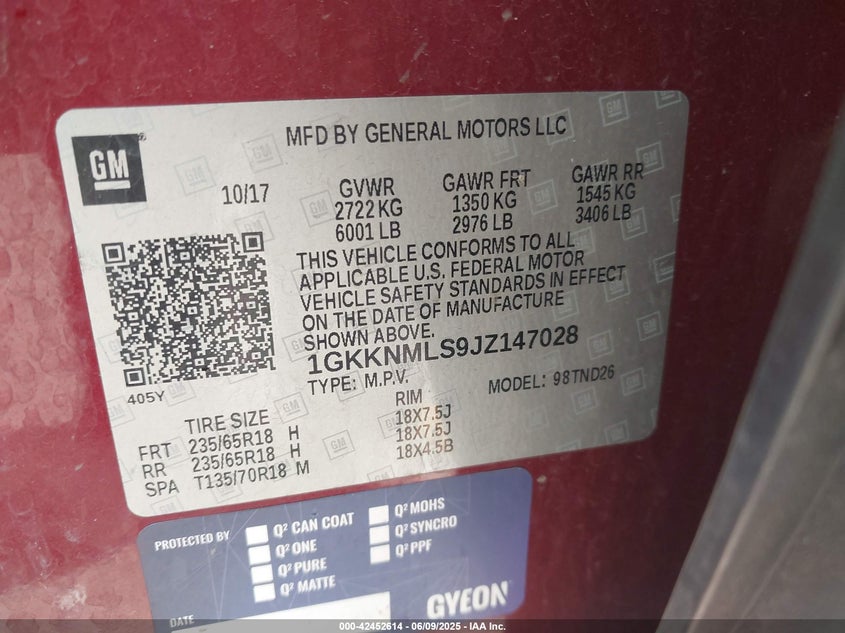 GM
®
MFD BY GENERAL MOTORS LLC
10/17
GVWR
2722 KG
6001 LB
GAWR FRT
1350 KG
2976 LB
GAWR RR
1545 KG
3406 LB
THIS VEHICLE CONFORMS TO ALL
APPLICABLE U.S. FEDERAL MOTOR
VEHICLE SAFETY STANDARDS IN EFFECT
ON THE DATE OF MANUFACTURE
SHOWN ABOVE.
1GKKNMLS9JZ147028
TYPE: M.P.V.
MODEL: 98TND26
405Y
TIRE SIZE
RIM
FRT 235/65R18 H 18X7.5J
RR 235/65R18 H 18X7.5J
SPA T135/70R18 M 18X4.5B
PROTECTED BY
Q² CAN COAT
Q² ONE
Q² PURE
Q² MATTE
Q² MOHS
Q² SYNCRO
Q² PPF
DATE
GYEON
000-42452614 - 06/09/2025 - IAA Inc.